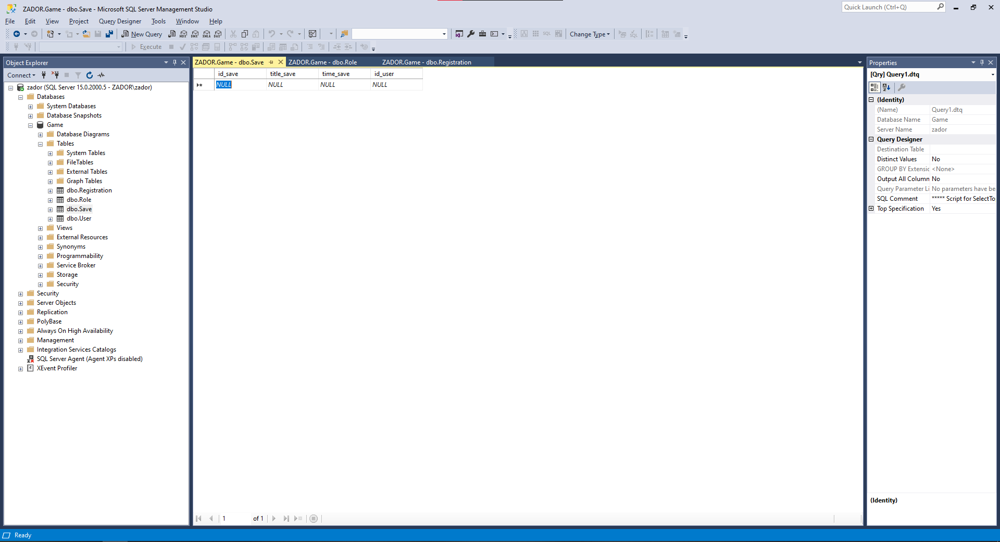 ZADOR.Game - dbo.Save - Microsoft SQL Server Management Studio
Quick Launch (Ctrl+Q)
File Edit View Project Query Designer Tools Window Help
New Query MDX DMX XMLA DAX SQL Change Type
Execute SQL
Object Explorer
Connect
zador (SQL Server 15.0.2000.5 - ZADOR\zador)
Databases
System Databases
Database Snapshots
Game
Database Diagrams
Tables
System Tables
FileTables
External Tables
Graph Tables
dbo.Registration
dbo.Role
dbo.Save
dbo.User
Views
External Resources
Synonyms
Programmability
Service Broker
Storage
Security
Security
Server Objects
Replication
PolyBase
Always On High Availability
Management
Integration Services Catalogs
SQL Server Agent (Agent XPs disabled)
XEvent Profiler
ZADOR.Game - dbo.Save ZADOR.Game - dbo.Role ZADOR.Game - dbo.Registration
id_save title_save time_save id_user
NULL NULL NULL NULL
1 of 1
Properties
[Qry] Query1.dtq
(Identity)
(Name) Query1.dtq
Database Name Game
Server Name zador
Query Designer
Destination Table
Distinct Values No
GROUP BY Extensic <None>
Output All Column No
Query Parameter Li No parameters have be
SQL Comment ***** Script for SelectTo
Top Specification Yes
(Identity)
Ready